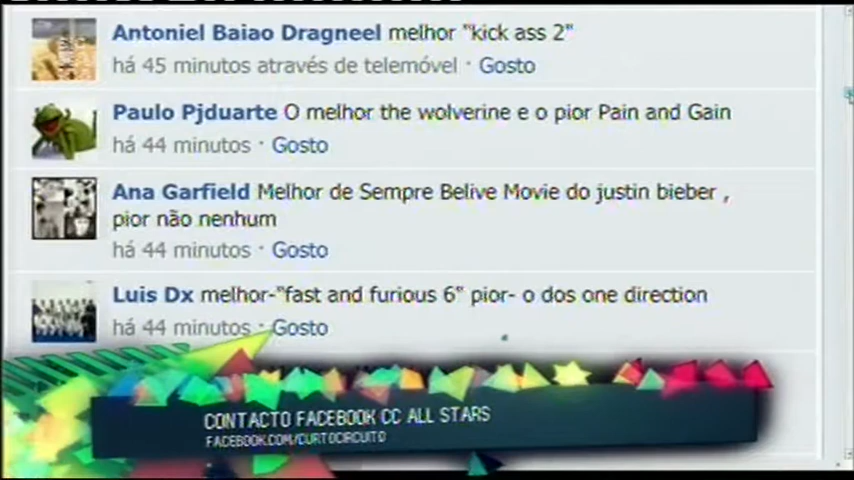 Antoniel Baiao Dragneel melhor "kick ass 2"
há 45 minutos através de telemóvel · Gosto
Paulo Pjduarte O melhor the wolverine e o pior Pain and Gain
há 44 minutos · Gosto
Ana Garfield Melhor de Sempre Belive Movie do justin bieber ,
pior não nenhum
há 44 minutos · Gosto
Luis Dx melhor-"fast and furious 6" pior- o dos one direction
há 44 minutos · Gosto
CONTACTO FACEBOOK CC ALL STARS
FACEBOOK.COM/CURTOCIRCUITO